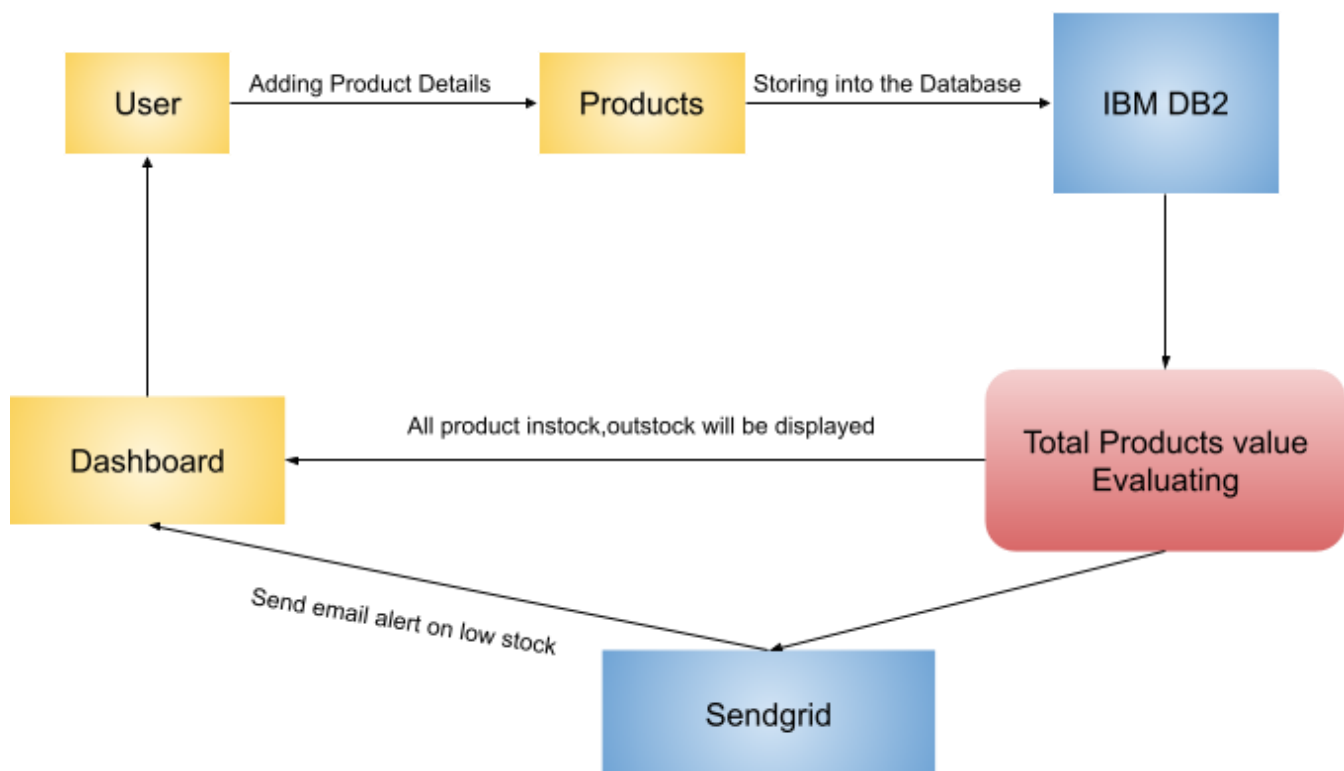 User
Adding Product Details
Products
Storing into the Database
IBM DB2
Dashboard
All product instock,outstock will be displayed
Total Products value
Evaluating
Send email alert on low stock
Sendgrid